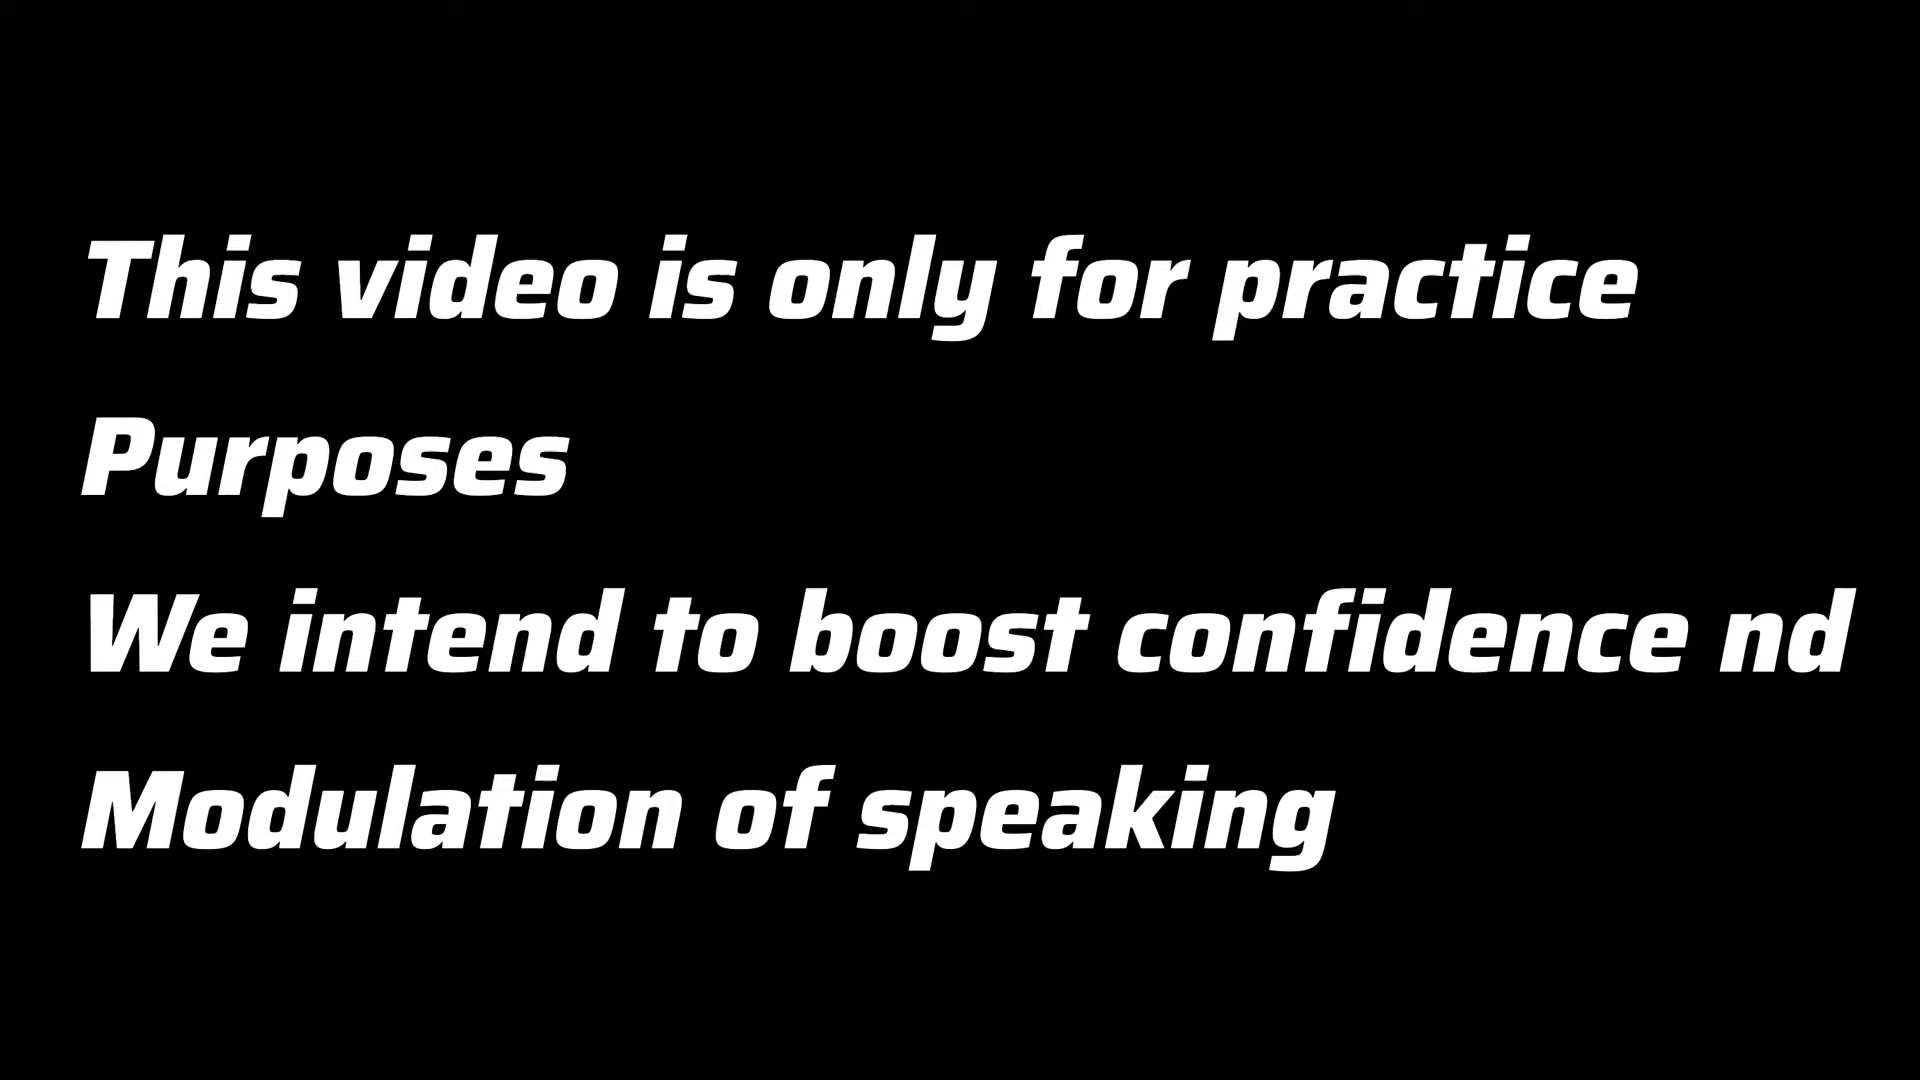 This video is only for practice
Purposes
We intend to boost confidence nd
Modulation of speaking